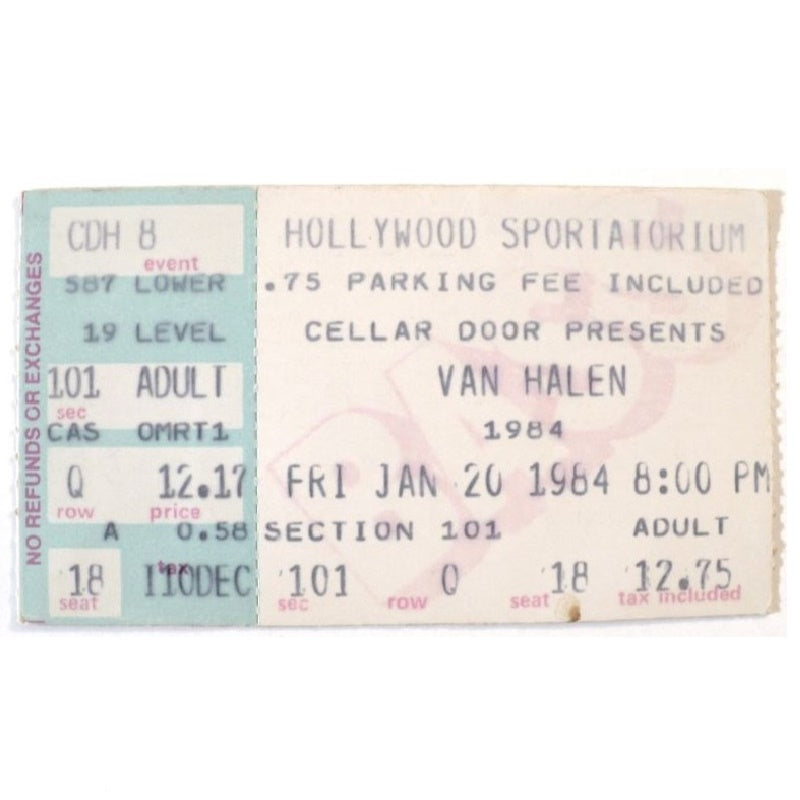 NO REFUNDS OR EXCHANGES
CDH 8
event
587 LOWER
19 LEVEL
101 ADULT
sec
CAS OMRT1
Q 12.17
row price
A 0.58
tax
18 110DEC
seat
HOLLYWOOD SPORTATORIUM
.75 PARKING FEE INCLUDED
CELLAR DOOR PRESENTS
VAN HALEN
1984
FRI JAN 20 1984 8:00 PM
SECTION 101 ADULT
101 Q 18 12.75
sec row seat tax included